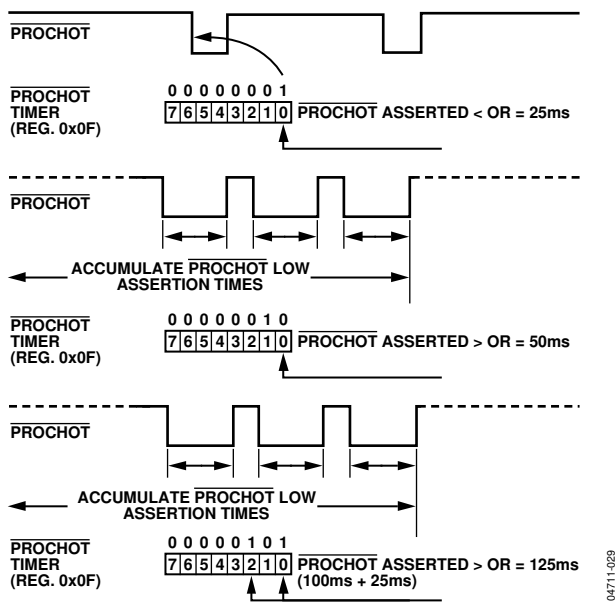 PROCHOT
PROCHOT
TIMER
(REG. 0x0F)
0 0 0 0 0 0 0 1
7 6 5 4 3 2 1 0
PROCHOT ASSERTED < OR = 25ms
PROCHOT
ACCUMULATE PROCHOT LOW
ASSERTION TIMES
PROCHOT
TIMER
(REG. 0x0F)
0 0 0 0 0 0 1 0
7 6 5 4 3 2 1 0
PROCHOT ASSERTED > OR = 50ms
PROCHOT
ACCUMULATE PROCHOT LOW
ASSERTION TIMES
PROCHOT
TIMER
(REG. 0x0F)
0 0 0 0 0 1 0 1
7 6 5 4 3 2 1 0
PROCHOT ASSERTED > OR = 125ms
(100ms + 25ms)
04711-029